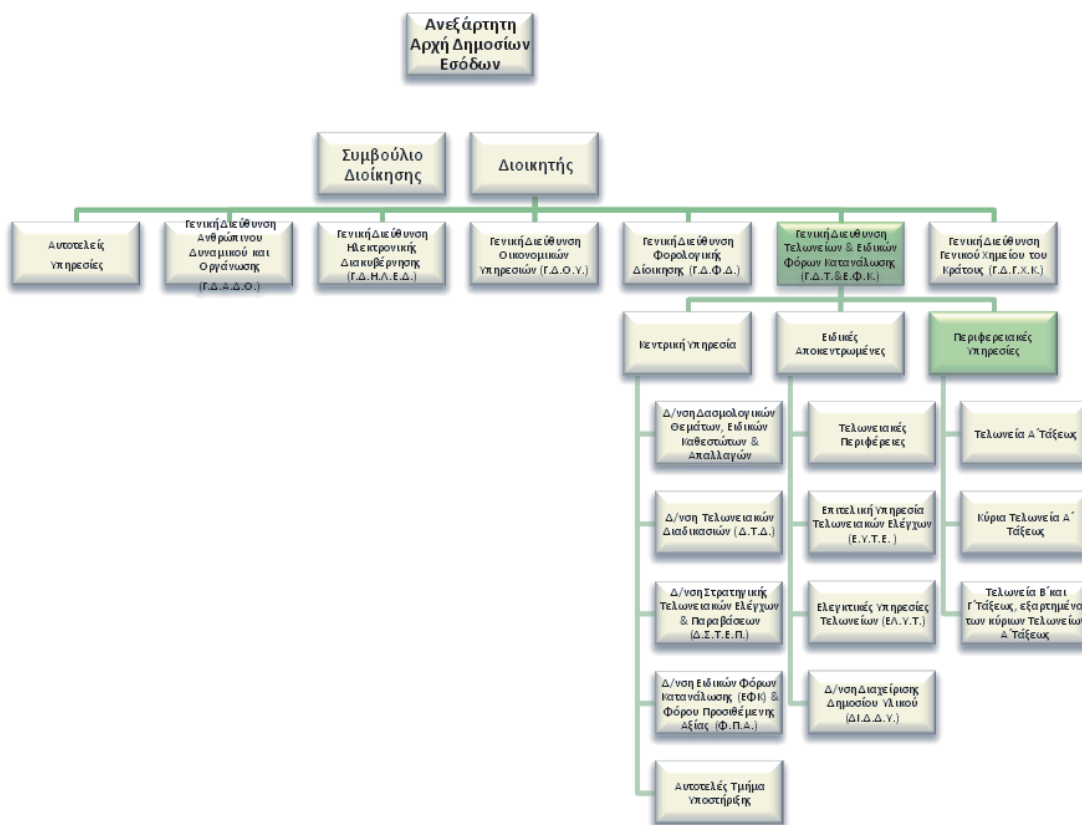 Ανεξάρτητη
Αρχή Δημοσίων
Εσόδων
Συμβούλιο
Διοίκησης
Διοικητής
Αυτοτελείς
Υπηρεσίες
Γενική Διεύθυνση
Ανθρώπινου
Δυναμικού και
Οργάνωσης
(Γ.Δ.Α.Δ.Ο.)
Γενική Διεύθυνση
Ηλεκτρονικής
Διακυβέρνησης
(Γ.Δ.Η.Λ.Ε.Δ.)
Γενική Διεύθυνση
Οικονομικών
Υπηρεσιών (Γ.Δ.Ο.Υ.)
Γενική Διεύθυνση
Φορολογικής
Δίοικησης (Γ.Δ.Φ.Δ.)
Γενική Διευθυνση
Τελωνείων & Ειδικών
Φόρων Κατανάλωσης
(Γ.Δ.Τ.&Ε.Φ.Κ.)
Γενική Διεύθυνση
Γενικού Χημείου του
Κράτους (Γ.Δ.Γ.Χ.Κ.)
Κεντρική Υπηρεσία
Ειδικές
Αποκεντρωμένες
Περιφερειακές
Υπηρεσίες
Δ/νση Δασμολογικών
Θεμάτων, Ειδικών
Καθεστώτων &
Απαλλαγών
Δ/νση Τελωνειακών
Διαδικασιών (Δ.Τ.Δ.)
Δ/νση Στρατηγικής
Τελωνειακών Ελέγχων
& Παραβάσεων
(Δ.Σ.Τ.Ε.Π.)
Δ/νση Ειδικών Φόρων
Κατανάλωσης (ΕΦΚ) &
Φόρου Προσιθέμενης
Αξίας (Φ.Π.Α.)
Αυτοτελές Τμήμα
Υποστήριξης
Τελωνειακές
Περιφέρειες
Επιτελική Υπηρεσία
Τελωνειακών Ελέγχων
(Ε.Υ.Τ.Ε. )
Ελεγκτικές Υπηρεσίες
Τελωνείων (ΕΛ.Υ.Τ.)
Δ/νση Διαχείρισης
Δημοσίου Υλικού
(ΔΙ.Δ.Δ.Υ.)
Τελωνεία Α΄Τάξεως
Κύρια Τελωνεία Α΄
Τάξεως
Τελωνεία Β΄και
Γ΄Τάξεως, εξαρτημένα
των κύριων Τελωνείων
Α΄Τάξεως